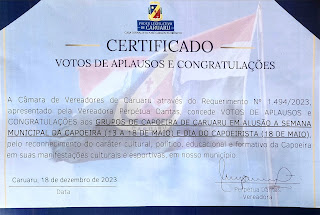 PODER LEGISLATIVO
CARUARU
CERTIFICADO
VOTOS DE APLAUSOS E CONGRATULAÇÕES
A Câmara de Vereadores de Caruaru através do Requerimento Nº 1.494/2023,
apresentado pela Vereadora Perpétua Dantas, concede VOTOS DE APLAUSOS e
CONGRATULAÇÕES aos GRUPOS DE CAPOEIRA DE CARUARU EM ALUSÃO A SEMANA
MUNICIPAL DA CAPOEIRA (13 A 18 DE MAIO) E DIA DO CAPOEIRISTA (18 DE MAIO),
pelo reconhecimento do caráter cultural, político, educacional e formativo da Capoeira
em suas manifestações culturais e esportivas, em nosso município.
Caruaru, 18 de dezembro de 2023.
Data
Perpétua Dantas
Vereadora